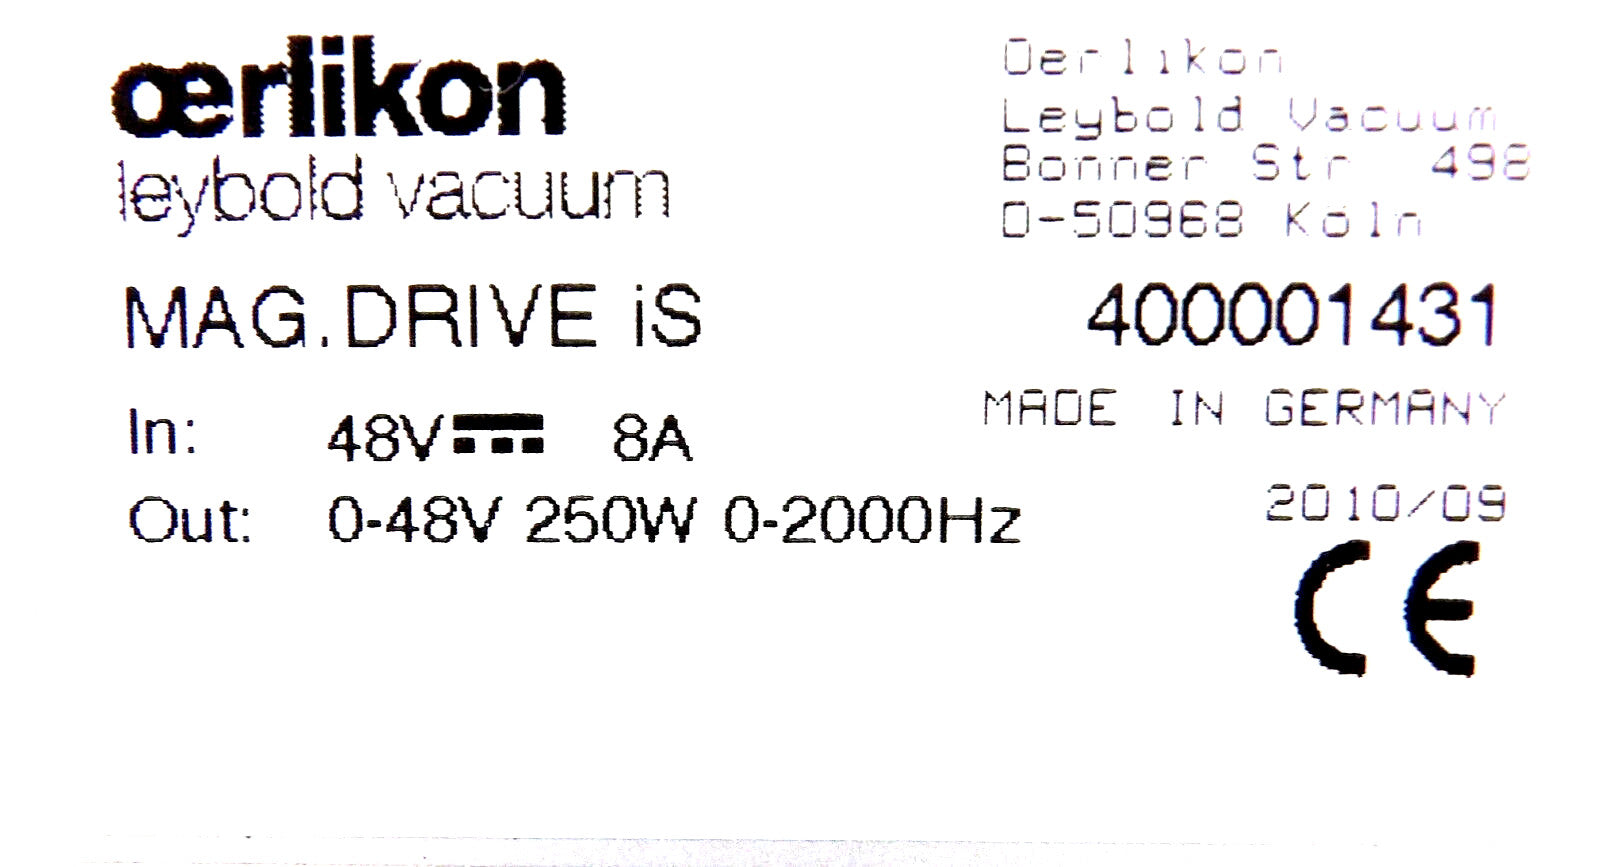 œrlikon
leybold vacuum
Oerlikon
Leybold Vacuum
Bonner Str 498
D-50968 Köln
MAG.DRIVE iS
400001431
MADE IN GERMANY
In: 48V 8A
Out: 0-48V 250W 0-2000Hz
2010/09
CE